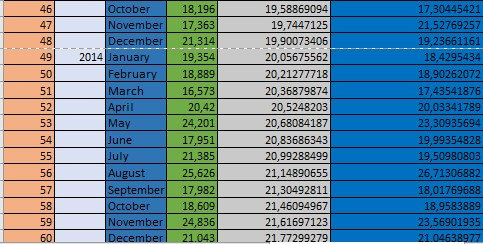 46 October 18,196 19,58869094 17,30445421
47 November 17,363 19,7447125 21,52769257
48 December 21,314 19,90073406 19,23661161
49 2014 January 19,354 20,05675562 18,4295434
50 February 18,889 20,21277718 18,90262072
51 March 16,573 20,36879874 17,43541876
52 April 20,42 20,5248203 20,03341789
53 May 24,201 20,68084187 23,30935694
54 June 17,951 20,83686343 19,99354828
55 July 21,385 20,99288499 19,50980803
56 August 25,626 21,14890655 26,71306882
57 September 17,982 21,30492811 18,01769688
58 October 18,609 21,46094967 18,9583889
59 November 24,836 21,61697123 23,56901935
60 December 21,043 21,77299279 21,04638977